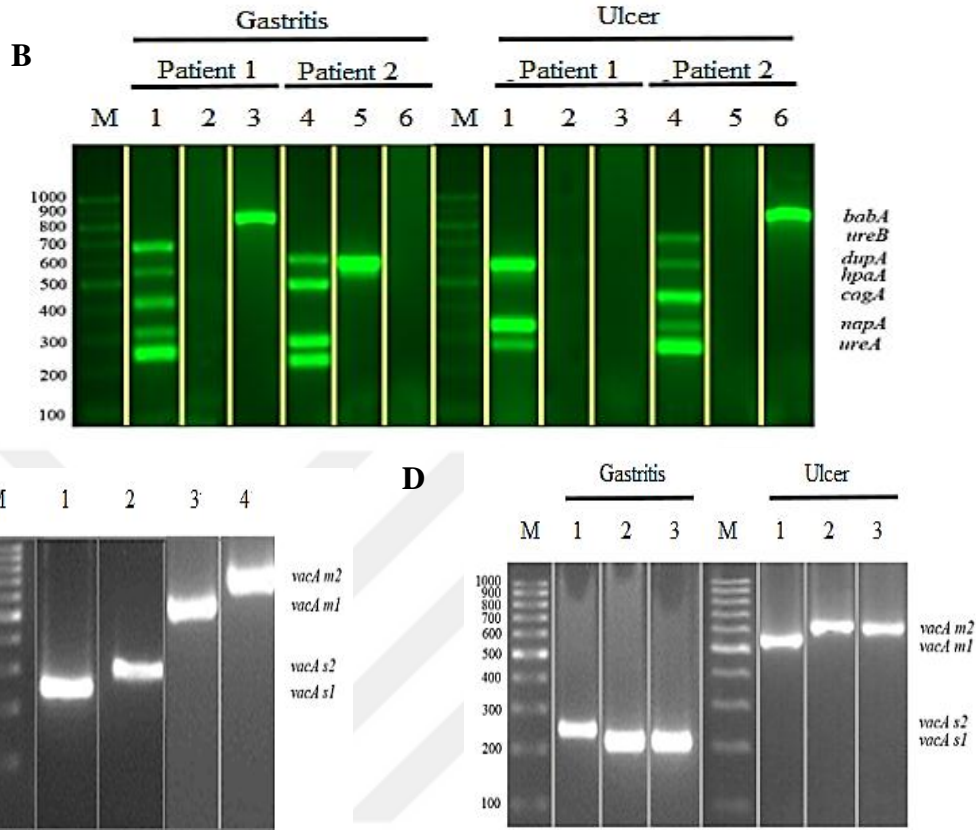 B
Gastritis Ulcer
Patient 1 Patient 2 Patient 1 Patient 2
M 1 2 3 4 5 6 M 1 2 3 4 5 6
1000
900
800
700
600
500
400
300
200
100
babA
ureB
dupA
hpaA
cagA
napA
ureA
1 2 3 4
vacA m2
vacA m1
vacA s2
vacA s1
D
Gastritis Ulcer
M 1 2 3 M 1 2 3
1000
900
800
700
600
500
400
300
200
100
vacA m2
vacA m1
vacA s2
vacA s1